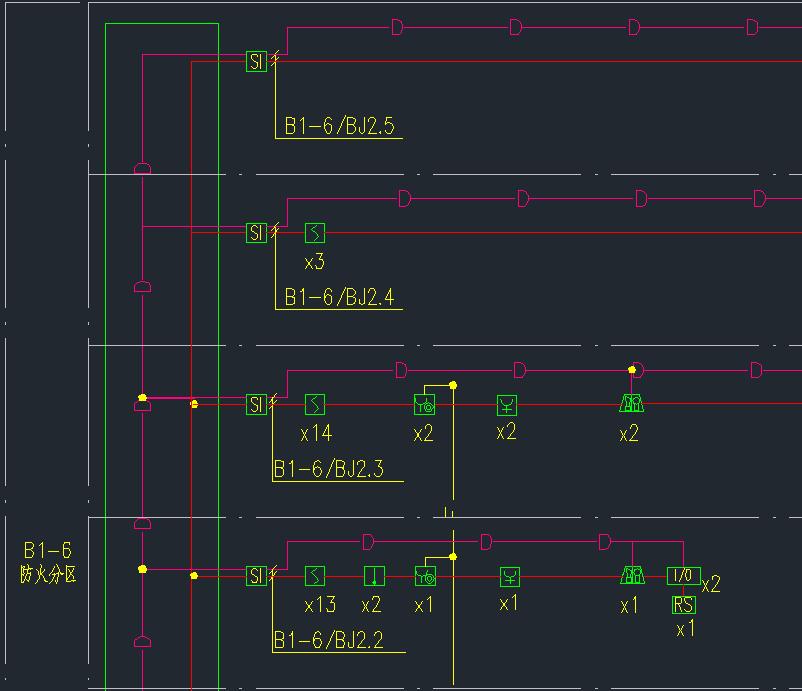 SI
B1-6/BJ2.5
SI
x3
B1-6/BJ2.4
SI
x14
x2
x2
x2
B1-6/BJ2.3
B1-6
防火分区
SI
I/O
x2
x13
x2
x1
x1
x1
RS
x1
B1-6/BJ2.2